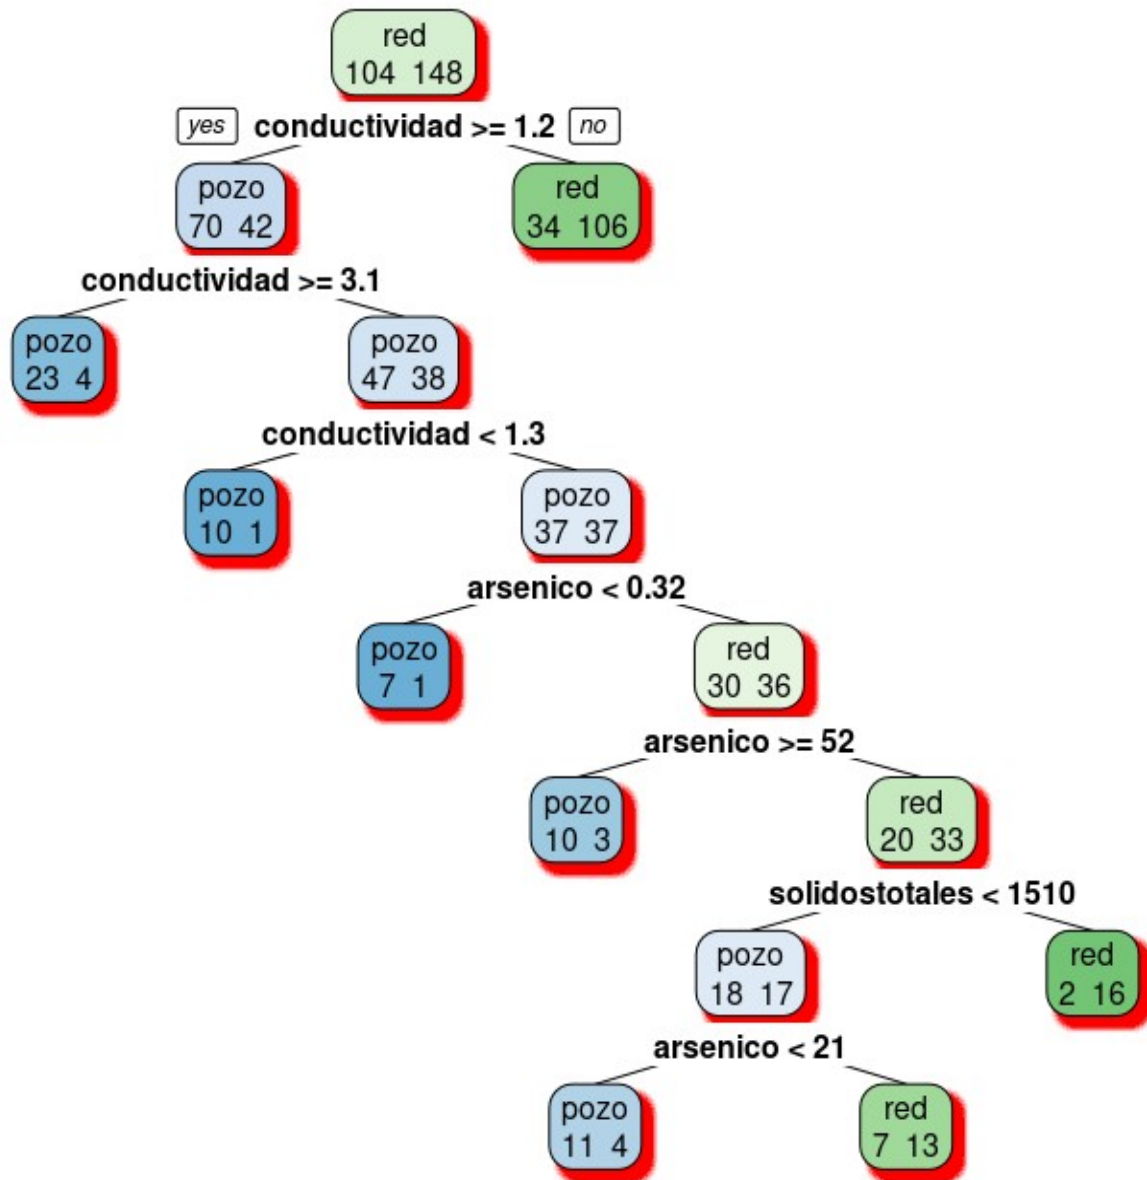 red
104 148
yes conductividad >= 1.2 no
pozo
70 42
red
34 106
conductividad >= 3.1
pozo
23 4
pozo
47 38
conductividad < 1.3
pozo
10 1
pozo
37 37
arsenico < 0.32
pozo
7 1
red
30 36
arsenico >= 52
pozo
10 3
red
20 33
solidostotales < 1510
pozo
18 17
red
2 16
arsenico < 21
pozo
11 4
red
7 13